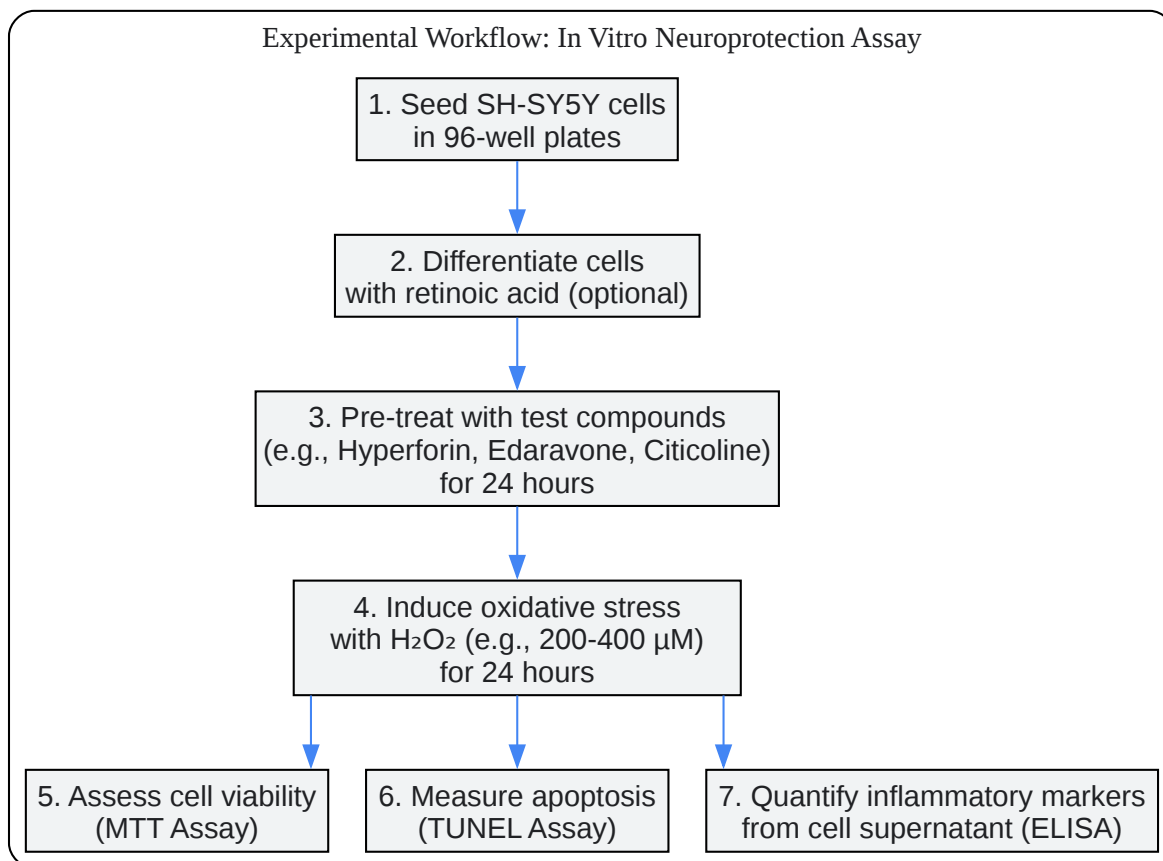 Experimental Workflow: In Vitro Neuroprotection Assay
1. Seed SH-SY5Y cells
in 96-well plates
2. Differentiate cells
with retinoic acid (optional)
3. Pre-treat with test compounds
(e.g., Hyperforin, Edaravone, Citicoline)
for 24 hours
4. Induce oxidative stress
with H₂O₂ (e.g., 200-400 µM)
for 24 hours
5. Assess cell viability
(MTT Assay)
6. Measure apoptosis
(TUNEL Assay)
7. Quantify inflammatory markers
from cell supernatant (ELISA)